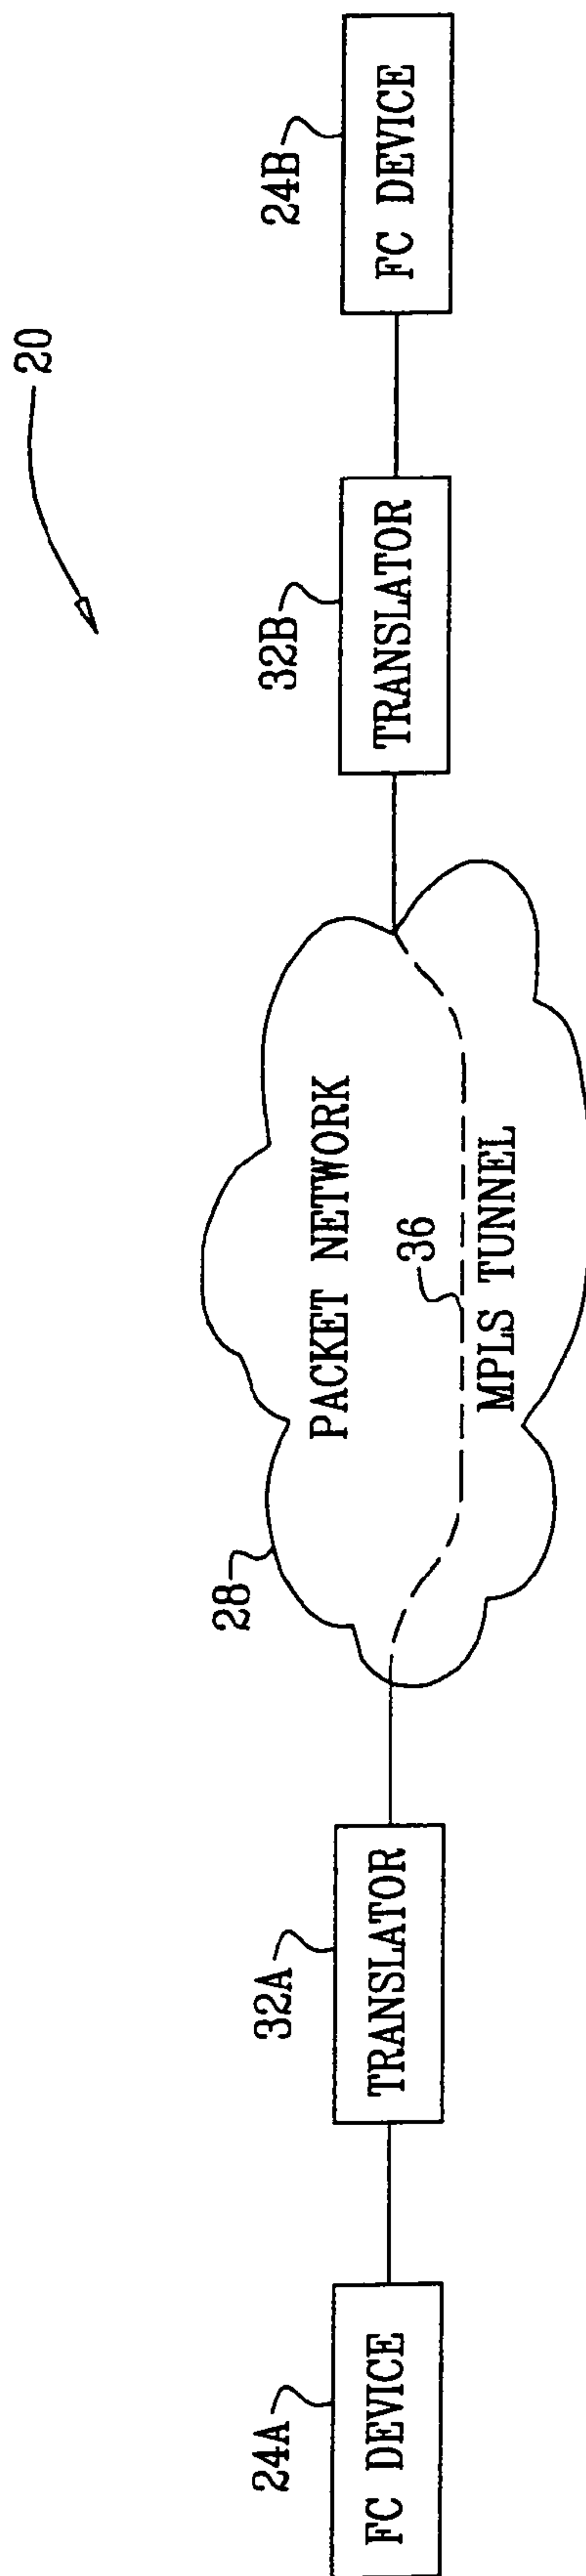 20
24A
FC DEVICE
32A
TRANSLATOR
28
PACKET NETWORK
36
MPLS TUNNEL
32B
TRANSLATOR
24B
FC DEVICE